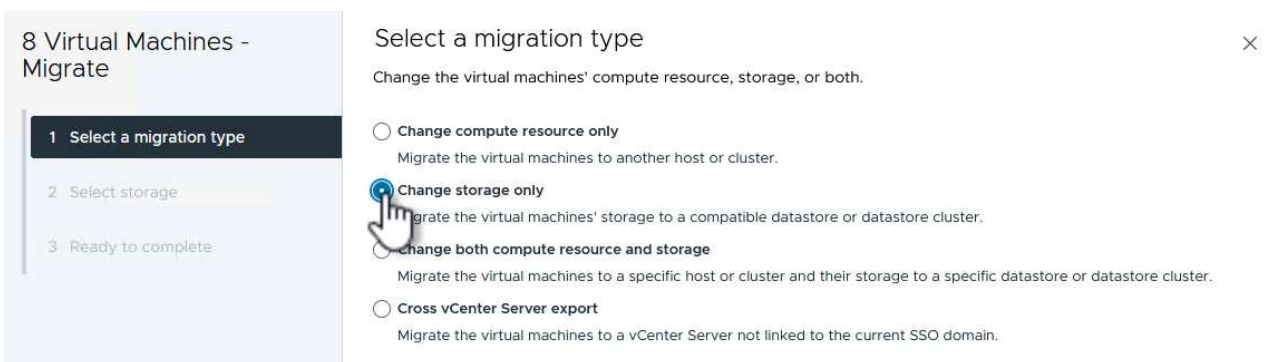 8 Virtual Machines -
Migrate
1 Select a migration type
2 Select storage
3 Ready to complete
Select a migration type
Change the virtual machines' compute resource, storage, or both.
Change compute resource only
Migrate the virtual machines to another host or cluster.
Change storage only
grate the virtual machines' storage to a compatible datastore or datastore cluster.
Change both compute resource and storage
Migrate the virtual machines to a specific host or cluster and their storage to a specific datastore or datastore cluster.
Cross vCenter Server export
Migrate the virtual machines to a vCenter Server not linked to the current SSO domain.